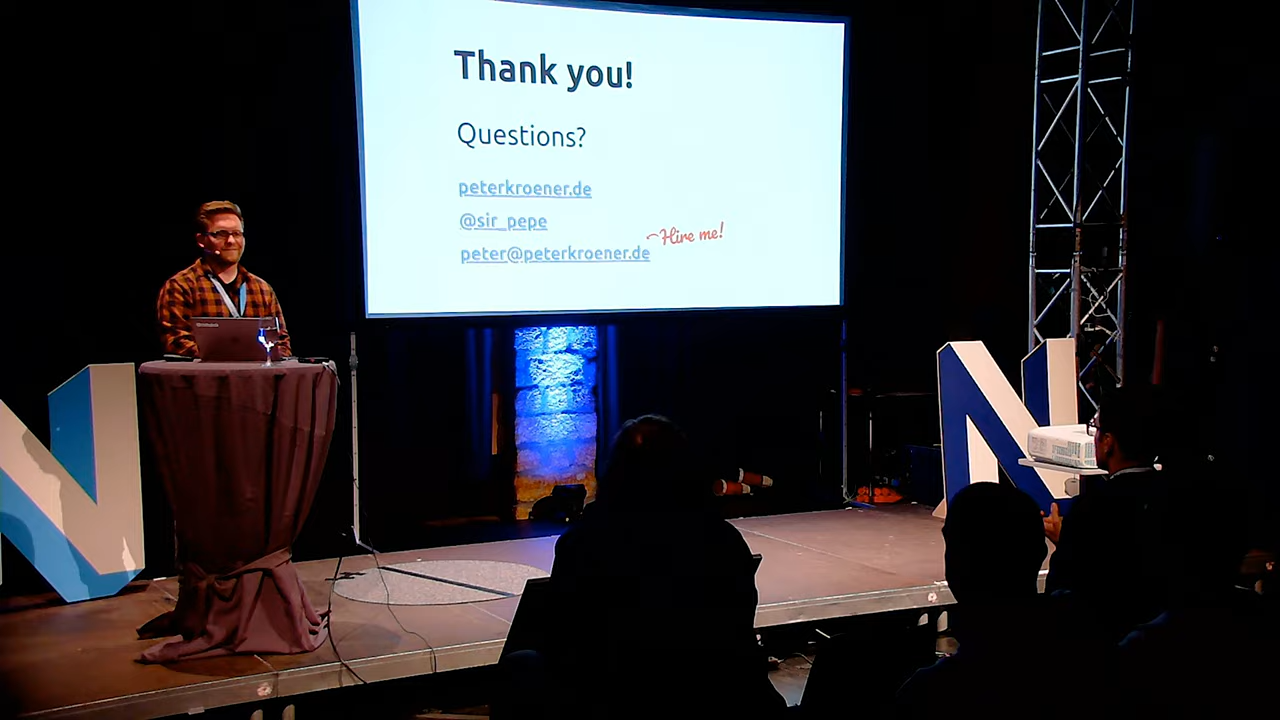 Thank you!
Questions?
peterkroener.de
@sir_pepe
Hire me!
peter@peterkroener.de
N
N